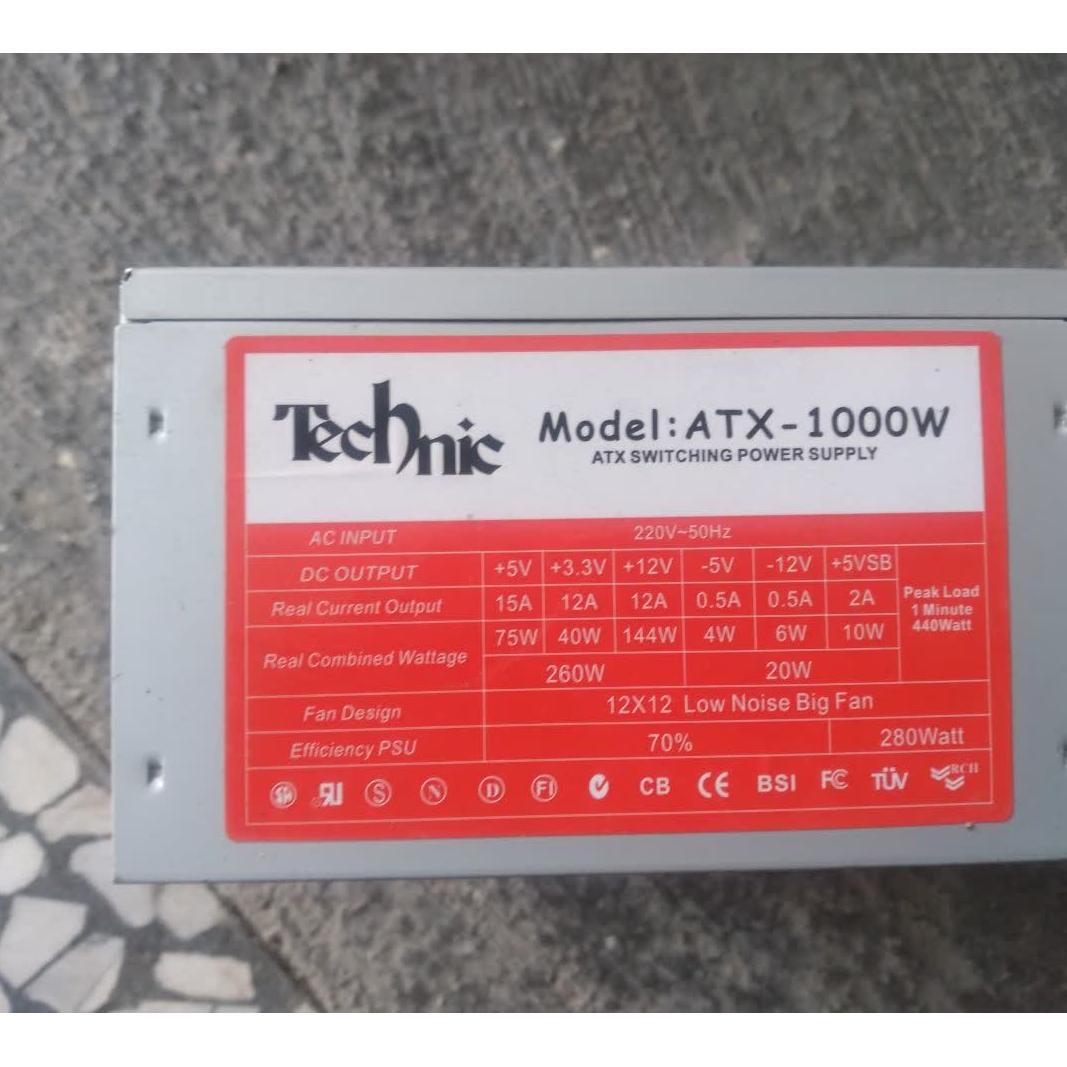 Technic
Model:ATX-1000W
ATX SWITCHING POWER SUPPLY
AC INPUT 220V~50Hz
DC OUTPUT +5V +3.3V +12V -5V -12V +5VSB
Real Current Output 15A 12A 12A 0.5A 0.5A 2A
Peak Load
1 Minute
440Watt
Real Combined Wattage 75W 40W 144W 4W 6W 10W
260W 20W
Fan Design 12X12 Low Noise Big Fan
Efficiency PSU 70% 280Watt
S N D FI CB CE BSI FC TÜV RCH